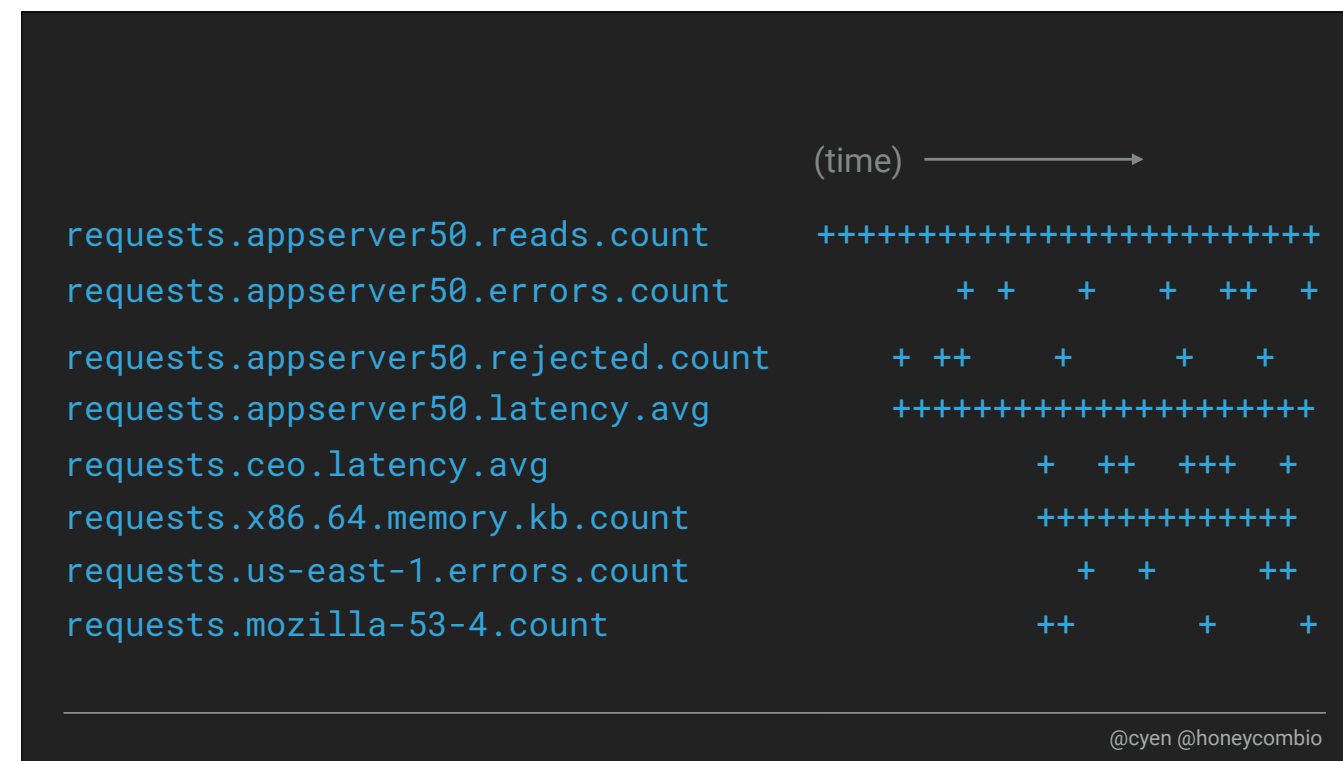 (time)
requests.appserver50.reads.count +++++++++++++++++++++++++
requests.appserver50.errors.count + + + + ++ +
requests.appserver50.rejected.count + ++ + + +
requests.appserver50.latency.avg +++++++++++++++++++++
requests.ceo.latency.avg + ++ +++ +
requests.x86.64.memory.kb.count +++++++++++++
requests.us-east-1.errors.count + + ++
requests.mozilla-53-4.count ++ + +
@cyen @honeycombio